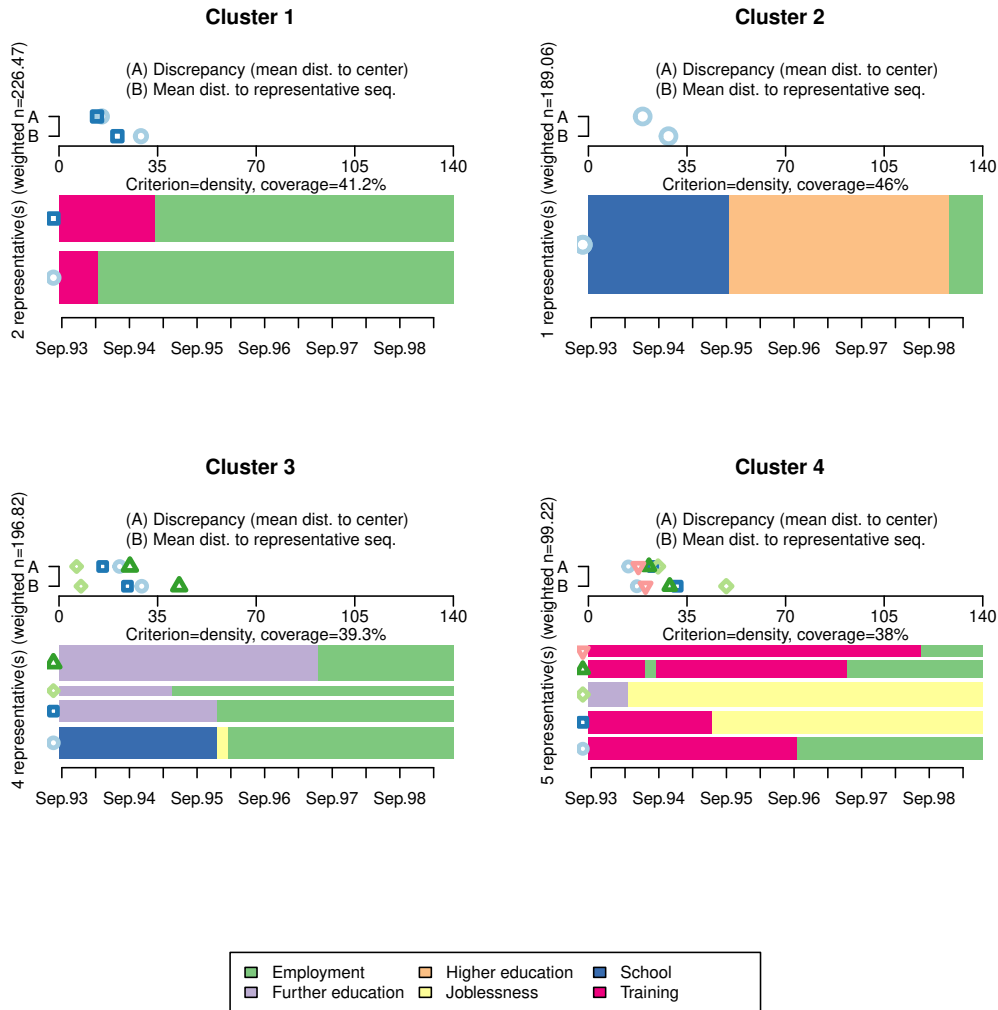 Cluster 1
(A) Discrepancy (mean dist. to center)
(B) Mean dist. to representative seq.
A
B
0 35 70 105 140
Criterion=density, coverage=41.2%
2 representative(s) (weighted n=226.47)
Sep.93 Sep.94 Sep.95 Sep.96 Sep.97 Sep.98
Cluster 2
(A) Discrepancy (mean dist. to center)
(B) Mean dist. to representative seq.
A
B
0 35 70 105 140
Criterion=density, coverage=46%
1 representative(s) (weighted n=189.06)
Sep.93 Sep.94 Sep.95 Sep.96 Sep.97 Sep.98
Cluster 3
(A) Discrepancy (mean dist. to center)
(B) Mean dist. to representative seq.
A
B
0 35 70 105 140
Criterion=density, coverage=39.3%
4 representative(s) (weighted n=196.82)
Sep.93 Sep.94 Sep.95 Sep.96 Sep.97 Sep.98
Cluster 4
(A) Discrepancy (mean dist. to center)
(B) Mean dist. to representative seq.
A
B
0 35 70 105 140
Criterion=density, coverage=38%
5 representative(s) (weighted n=99.22)
Sep.93 Sep.94 Sep.95 Sep.96 Sep.97 Sep.98
Employment Higher education School
Further education Joblessness Training